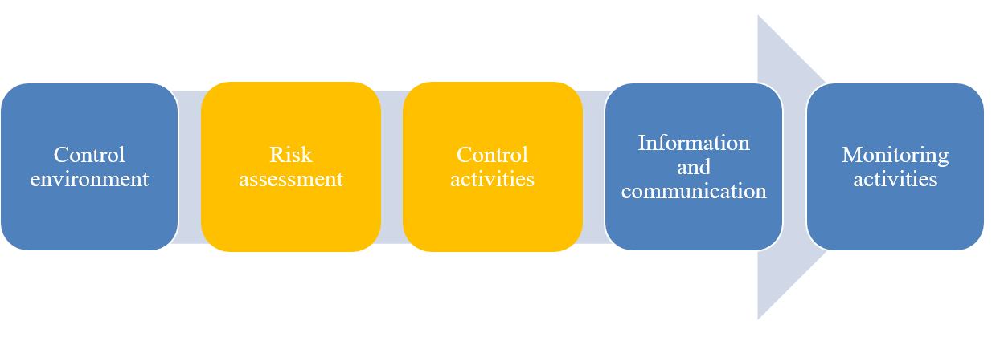 Control
environment
Risk
assessment
Control
activities
Information
and
communication
Monitoring
activities